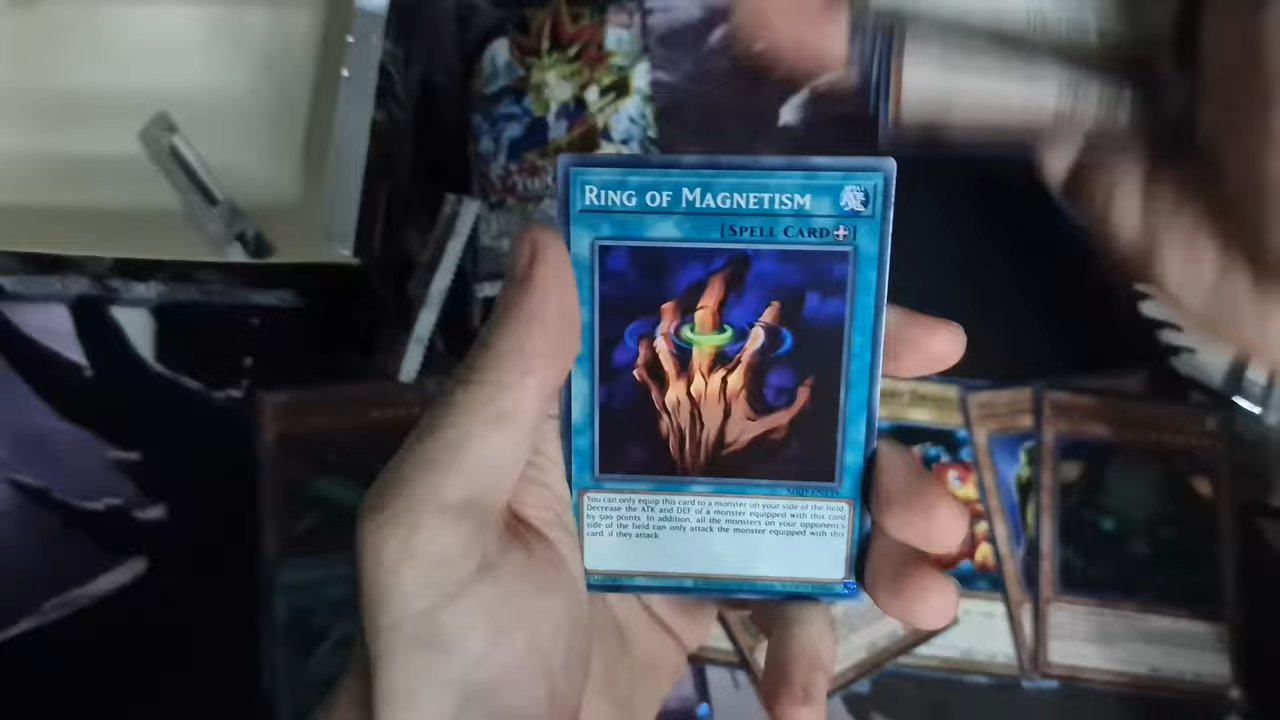 RING OF MAGNETISM
[SPELL CARD]
You can only equip this card to a monster on your side of the field.
Decrease the ATK and DEF of a monster equipped with this card
by 500 points. In addition, all the monsters on your opponent's
side of the field can only attack the monster equipped with this
card, if they attack.